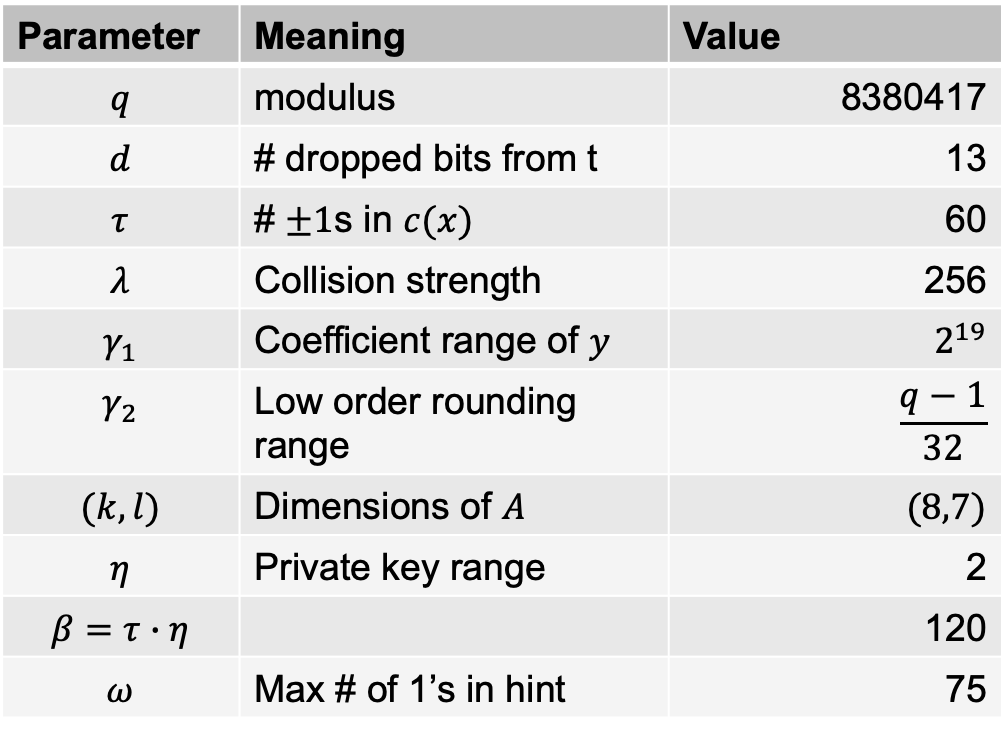 Parameter Meaning Value
q modulus 8380417
d # dropped bits from t 13
τ # ±1s in c(x) 60
λ Collision strength 256
γ₁ Coefficient range of y 2¹⁹
γ₂ Low order rounding q − 1
range 32
(k, l) Dimensions of A (8,7)
η Private key range 2
β = τ · η 120
ω Max # of 1’s in hint 75